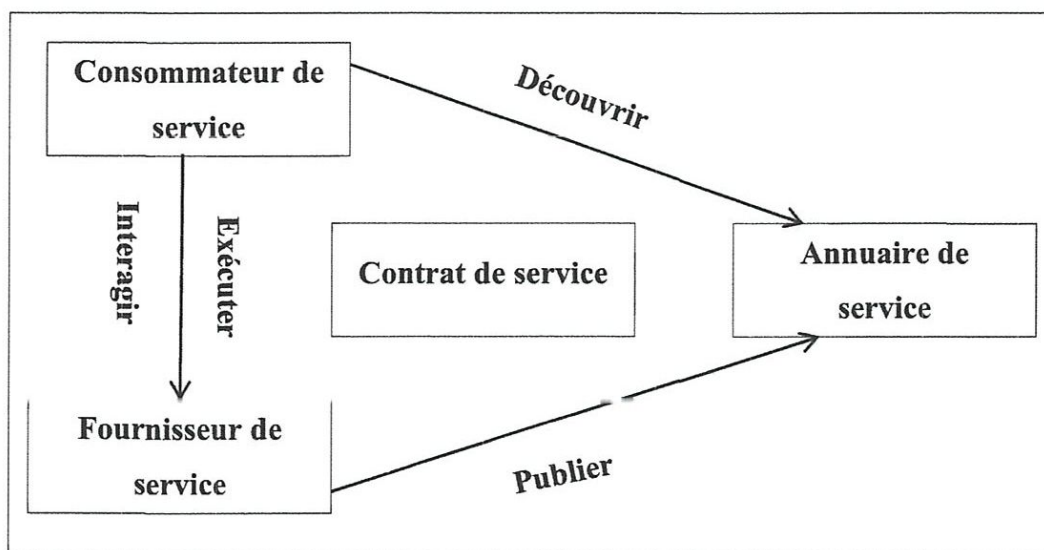 Consommateur de
service
Découvrir
Interagir
Exécuter
Contrat de service
Annuaire de
service
Fournisseur de
service
Publier